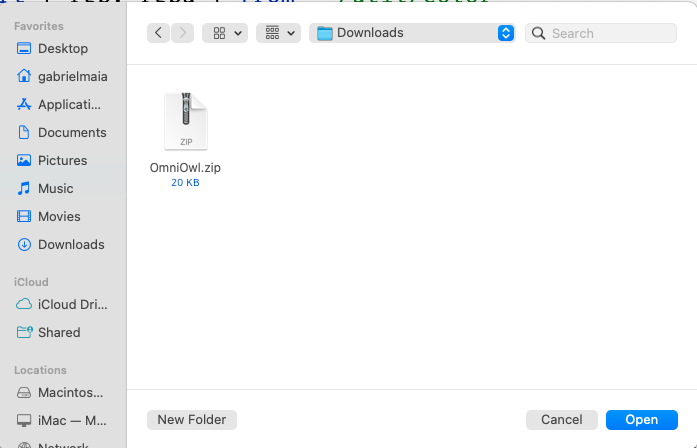 Favorites
Desktop
gabrielmaia
Applicati...
Documents
Pictures
Music
Movies
Downloads
iCloud
iCloud Dri...
Shared
Locations
Macintos...
iMac — M...
Network
Downloads
Search
ZIP
OmniOwl.zip
20 KB
New Folder
Cancel
Open